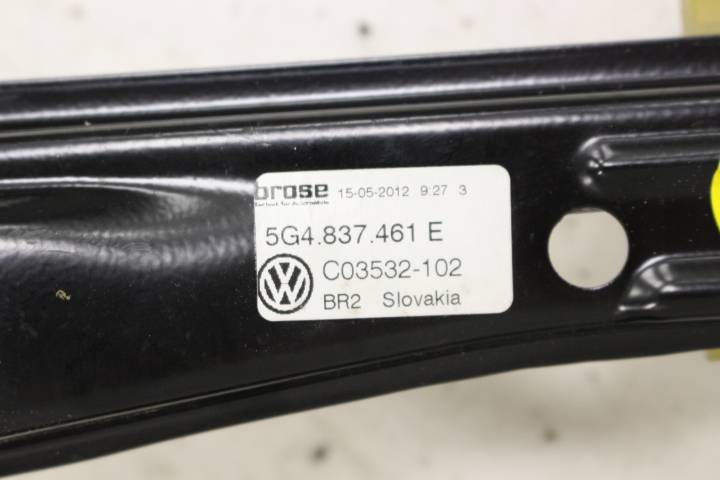 brose 15-05-2012 9:27 3
5G4.837.461 E
C03532-102
BR2 Slovakia